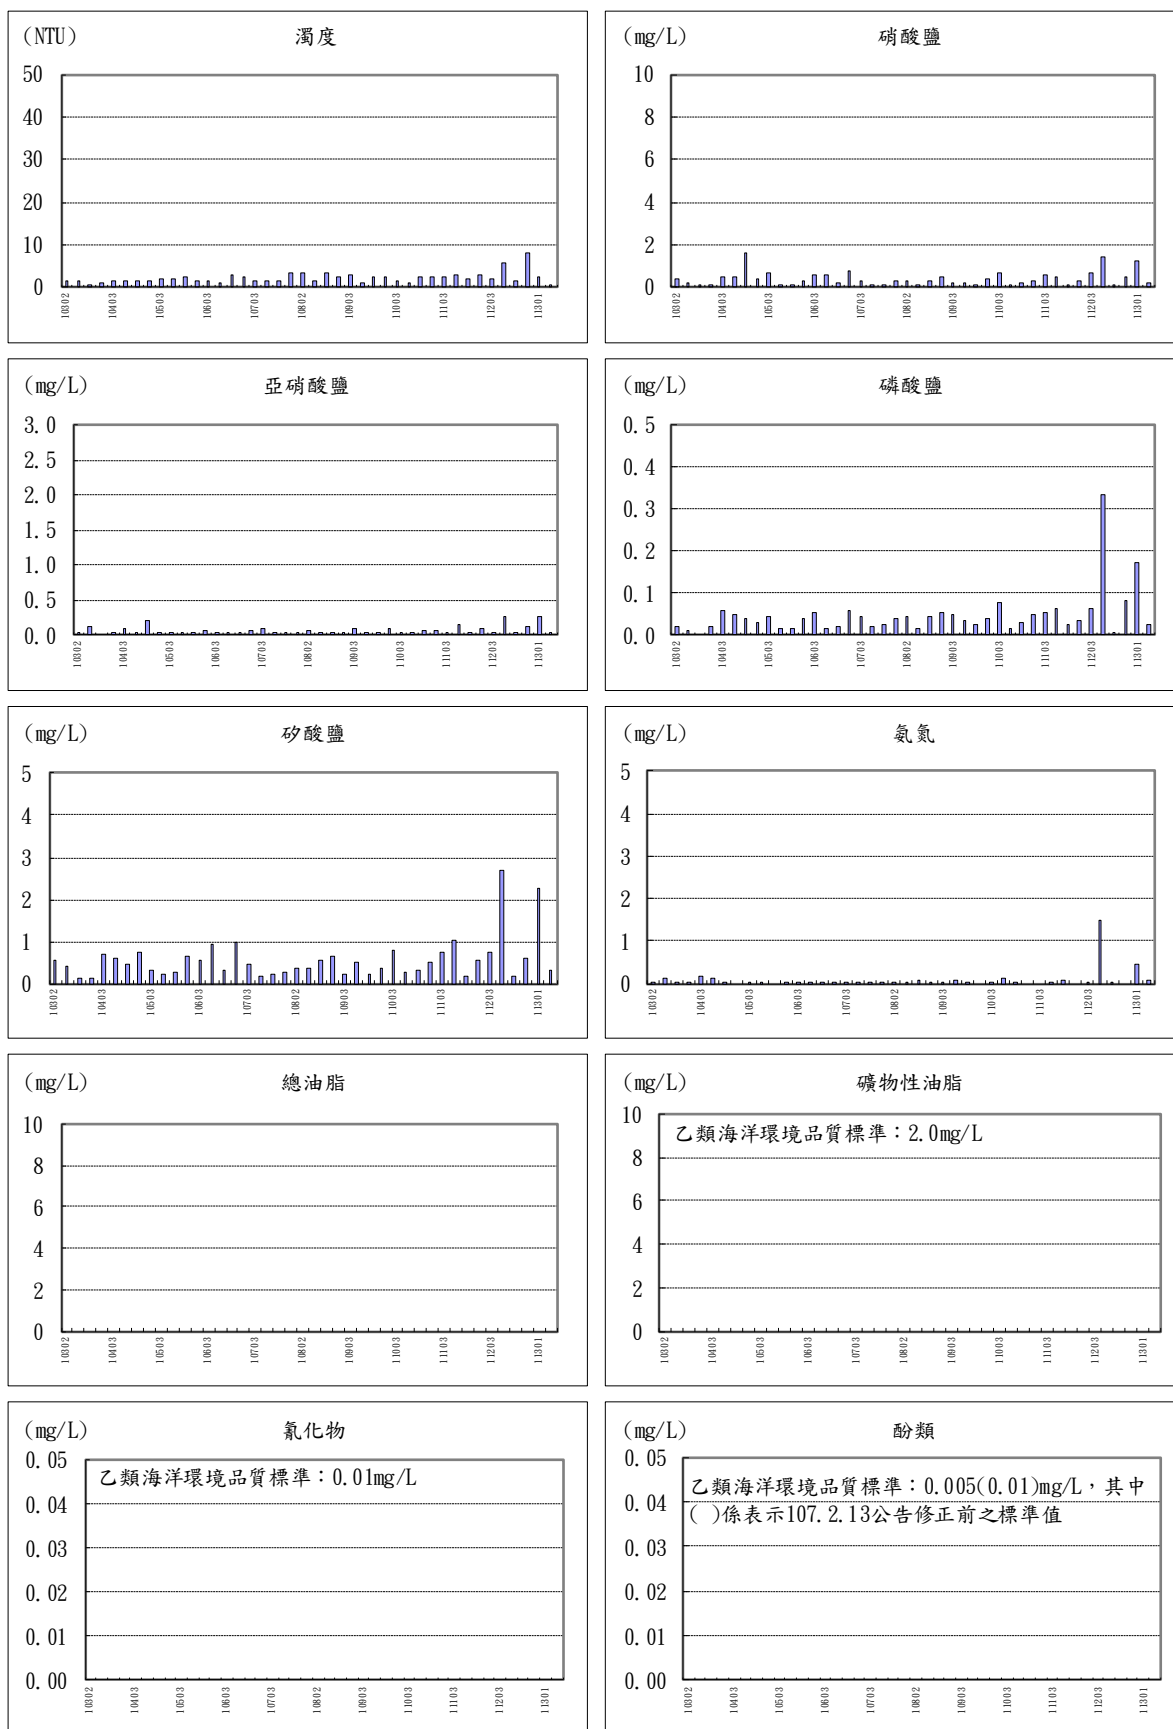 (NTU) 濁度
50
40
30
20
10
0
10302 10403 10503 10603 10703 10802 10903 11003 11103 11203 11301
(mg/L) 硝酸鹽
10
8
6
4
2
0
10302 10403 10503 10603 10703 10802 10903 11003 11103 11203 11301
(mg/L) 亞硝酸鹽
3.0
2.5
2.0
1.5
1.0
0.5
0.0
10302 10403 10503 10603 10703 10802 10903 11003 11103 11203 11301
(mg/L) 磷酸鹽
0.5
0.4
0.3
0.2
0.1
0.0
10302 10403 10503 10603 10703 10802 10903 11003 11103 11203 11301
(mg/L) 矽酸鹽
5
4
3
2
1
0
10302 10403 10503 10603 10703 10802 10903 11003 11103 11203 11301
(mg/L) 氨氮
5
4
3
2
1
0
10302 10403 10503 10603 10703 10802 10903 11003 11103 11203 11301
(mg/L) 總油脂
10
8
6
4
2
0
10302 10403 10503 10603 10703 10802 10903 11003 11103 11203 11301
(mg/L) 礦物性油脂
乙類海洋環境品質標準：2.0mg/L
10
8
6
4
2
0
10302 10403 10503 10603 10703 10802 10903 11003 11103 11203 11301
(mg/L) 氰化物
乙類海洋環境品質標準：0.01mg/L
0.05
0.04
0.03
0.02
0.01
0.00
10302 10403 10503 10603 10703 10802 10903 11003 11103 11203 11301
(mg/L) 酚類
乙類海洋環境品質標準：0.005(0.01)mg/L，其中
( )係表示107.2.13公告修正前之標準值
0.05
0.04
0.03
0.02
0.01
0.00
10302 10403 10503 10603 10703 10802 10903 11003 11103 11203 11301